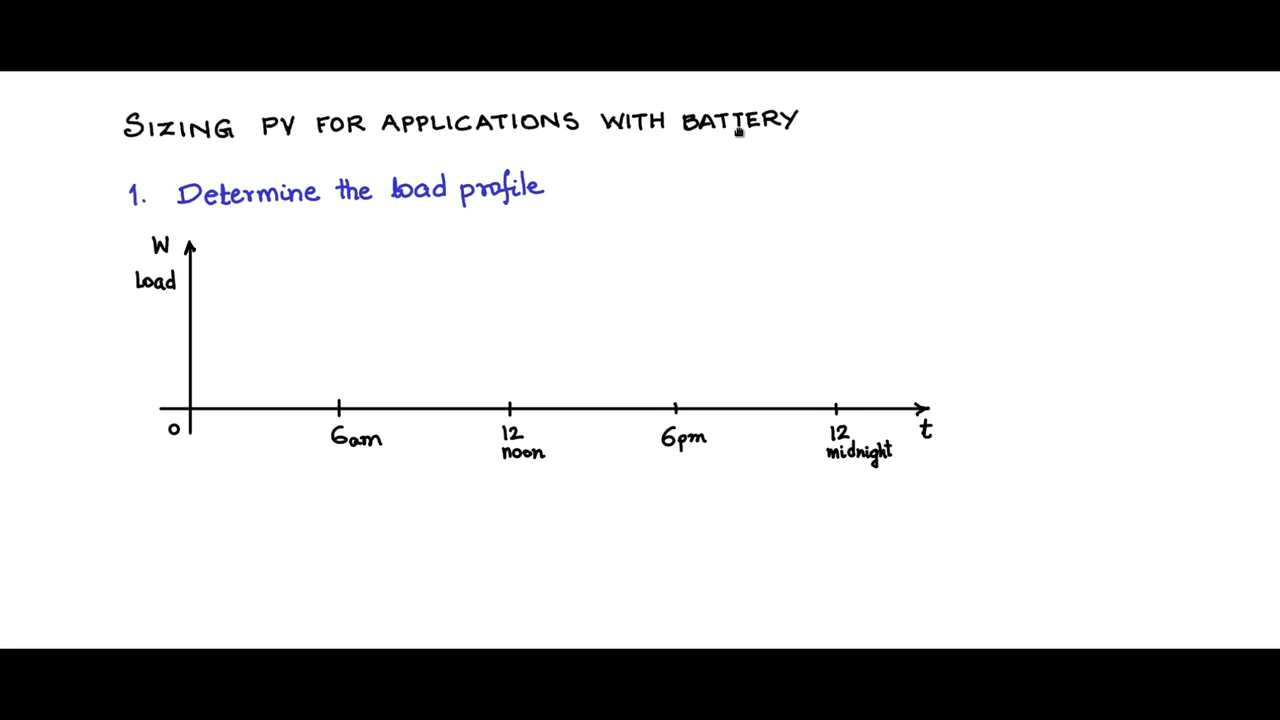 SIZING PV FOR APPLICATIONS WITH BATTERY
1. Determine the load profile
W
Load
0
6am
12
noon
6pm
12
midnight
t